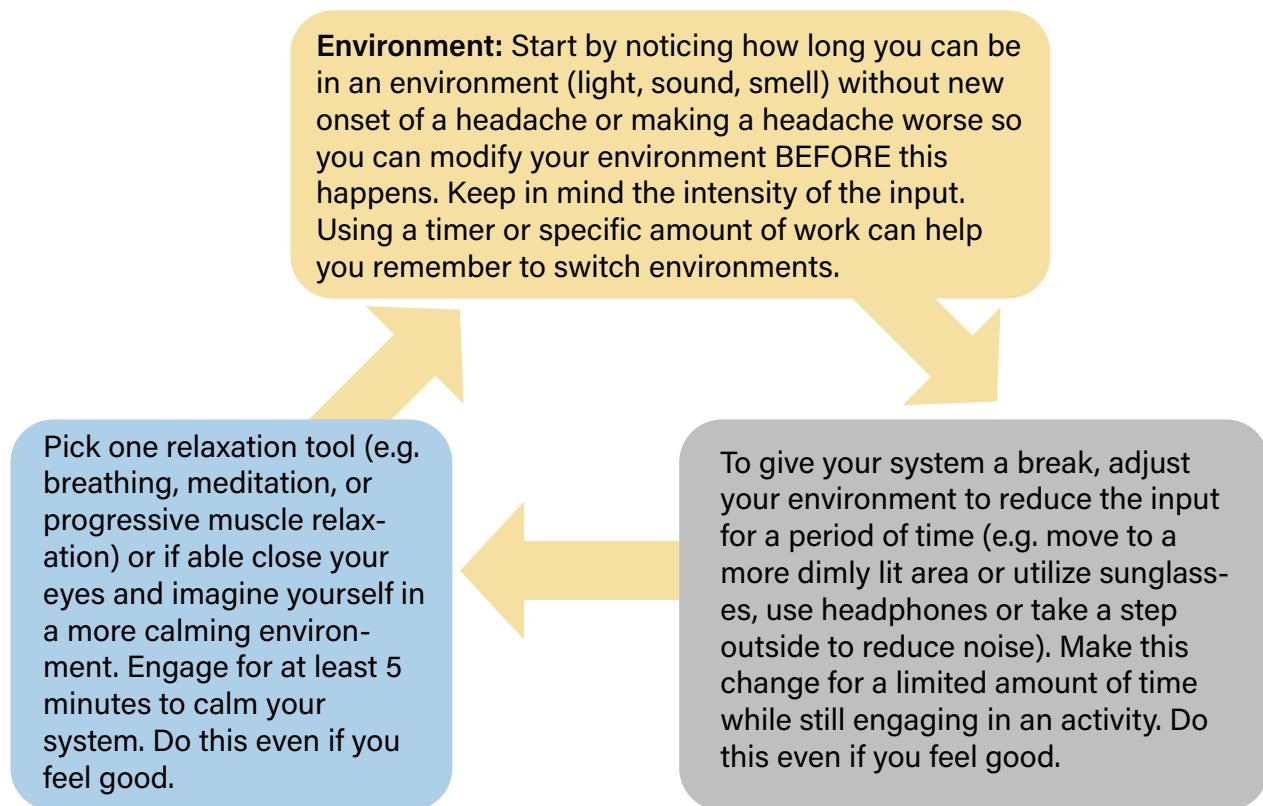 Environment: Start by noticing how long you can be
in an environment (light, sound, smell) without new
onset of a headache or making a headache worse so
you can modify your environment BEFORE this
happens. Keep in mind the intensity of the input.
Using a timer or specific amount of work can help
you remember to switch environments.
To give your system a break, adjust
your environment to reduce the input
for a period of time (e.g. move to a
more dimly lit area or utilize sunglass-
es, use headphones or take a step
outside to reduce noise). Make this
change for a limited amount of time
while still engaging in an activity. Do
this even if you feel good.
Pick one relaxation tool (e.g.
breathing, meditation, or
progressive muscle relax-
ation) or if able close your
eyes and imagine yourself in
a more calming environ-
ment. Engage for at least 5
minutes to calm your
system. Do this even if you
feel good.